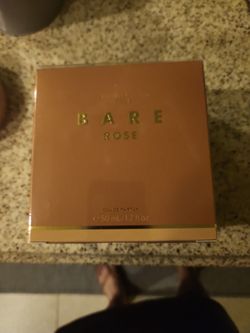 BARE
ROSE
EAU DE PARFUM
e 50 mL/1.7 fl oz